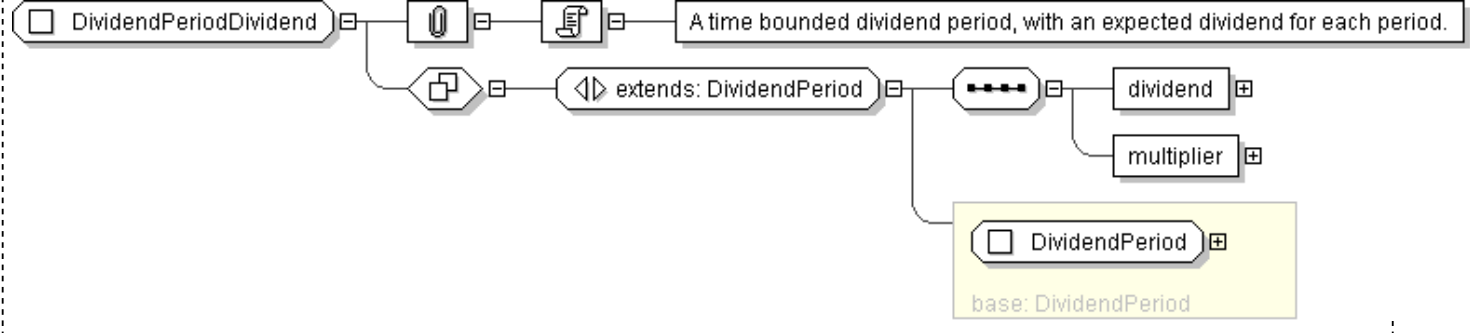 DividendPeriodDividend
A time bounded dividend period, with an expected dividend for each period.
extends: DividendPeriod
dividend
multiplier
DividendPeriod
base: DividendPeriod